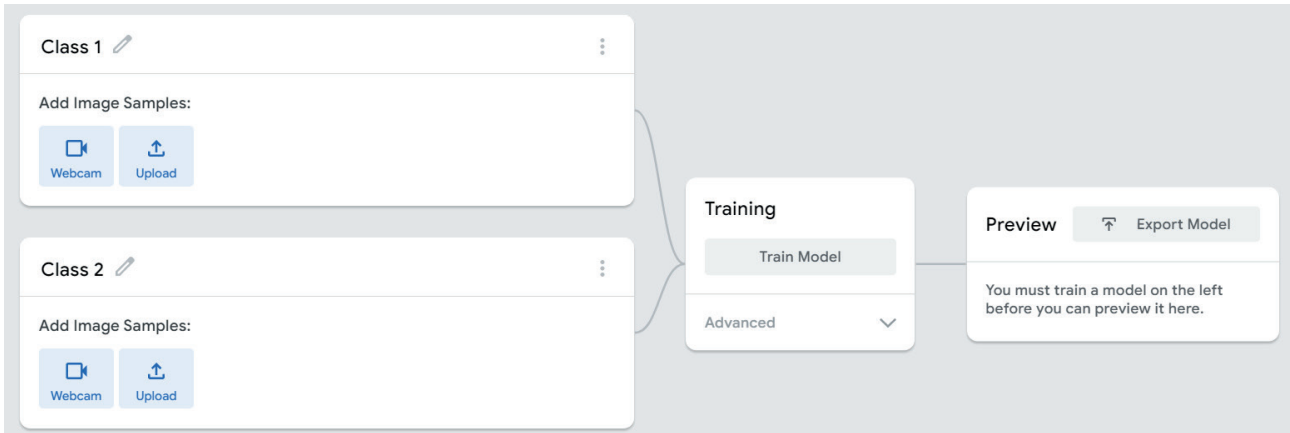 Class 1
Add Image Samples:
Webcam Upload
Class 2
Add Image Samples:
Webcam Upload
Training
Train Model
Advanced
Preview Export Model
You must train a model on the left
before you can preview it here.